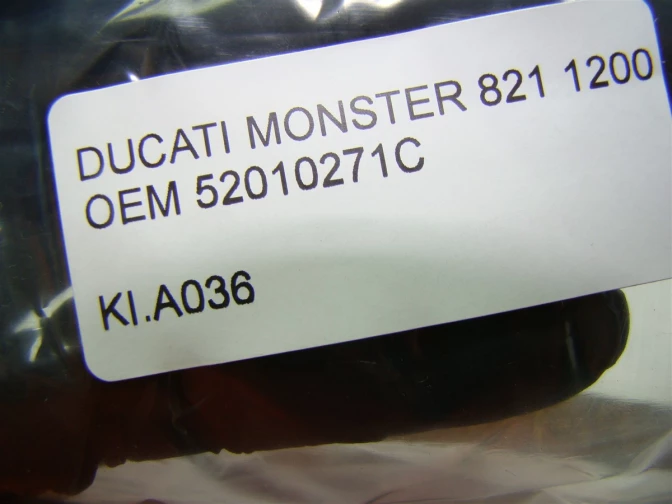 DUCATI MONSTER 821 1200
OEM 52010271C
KI.A036